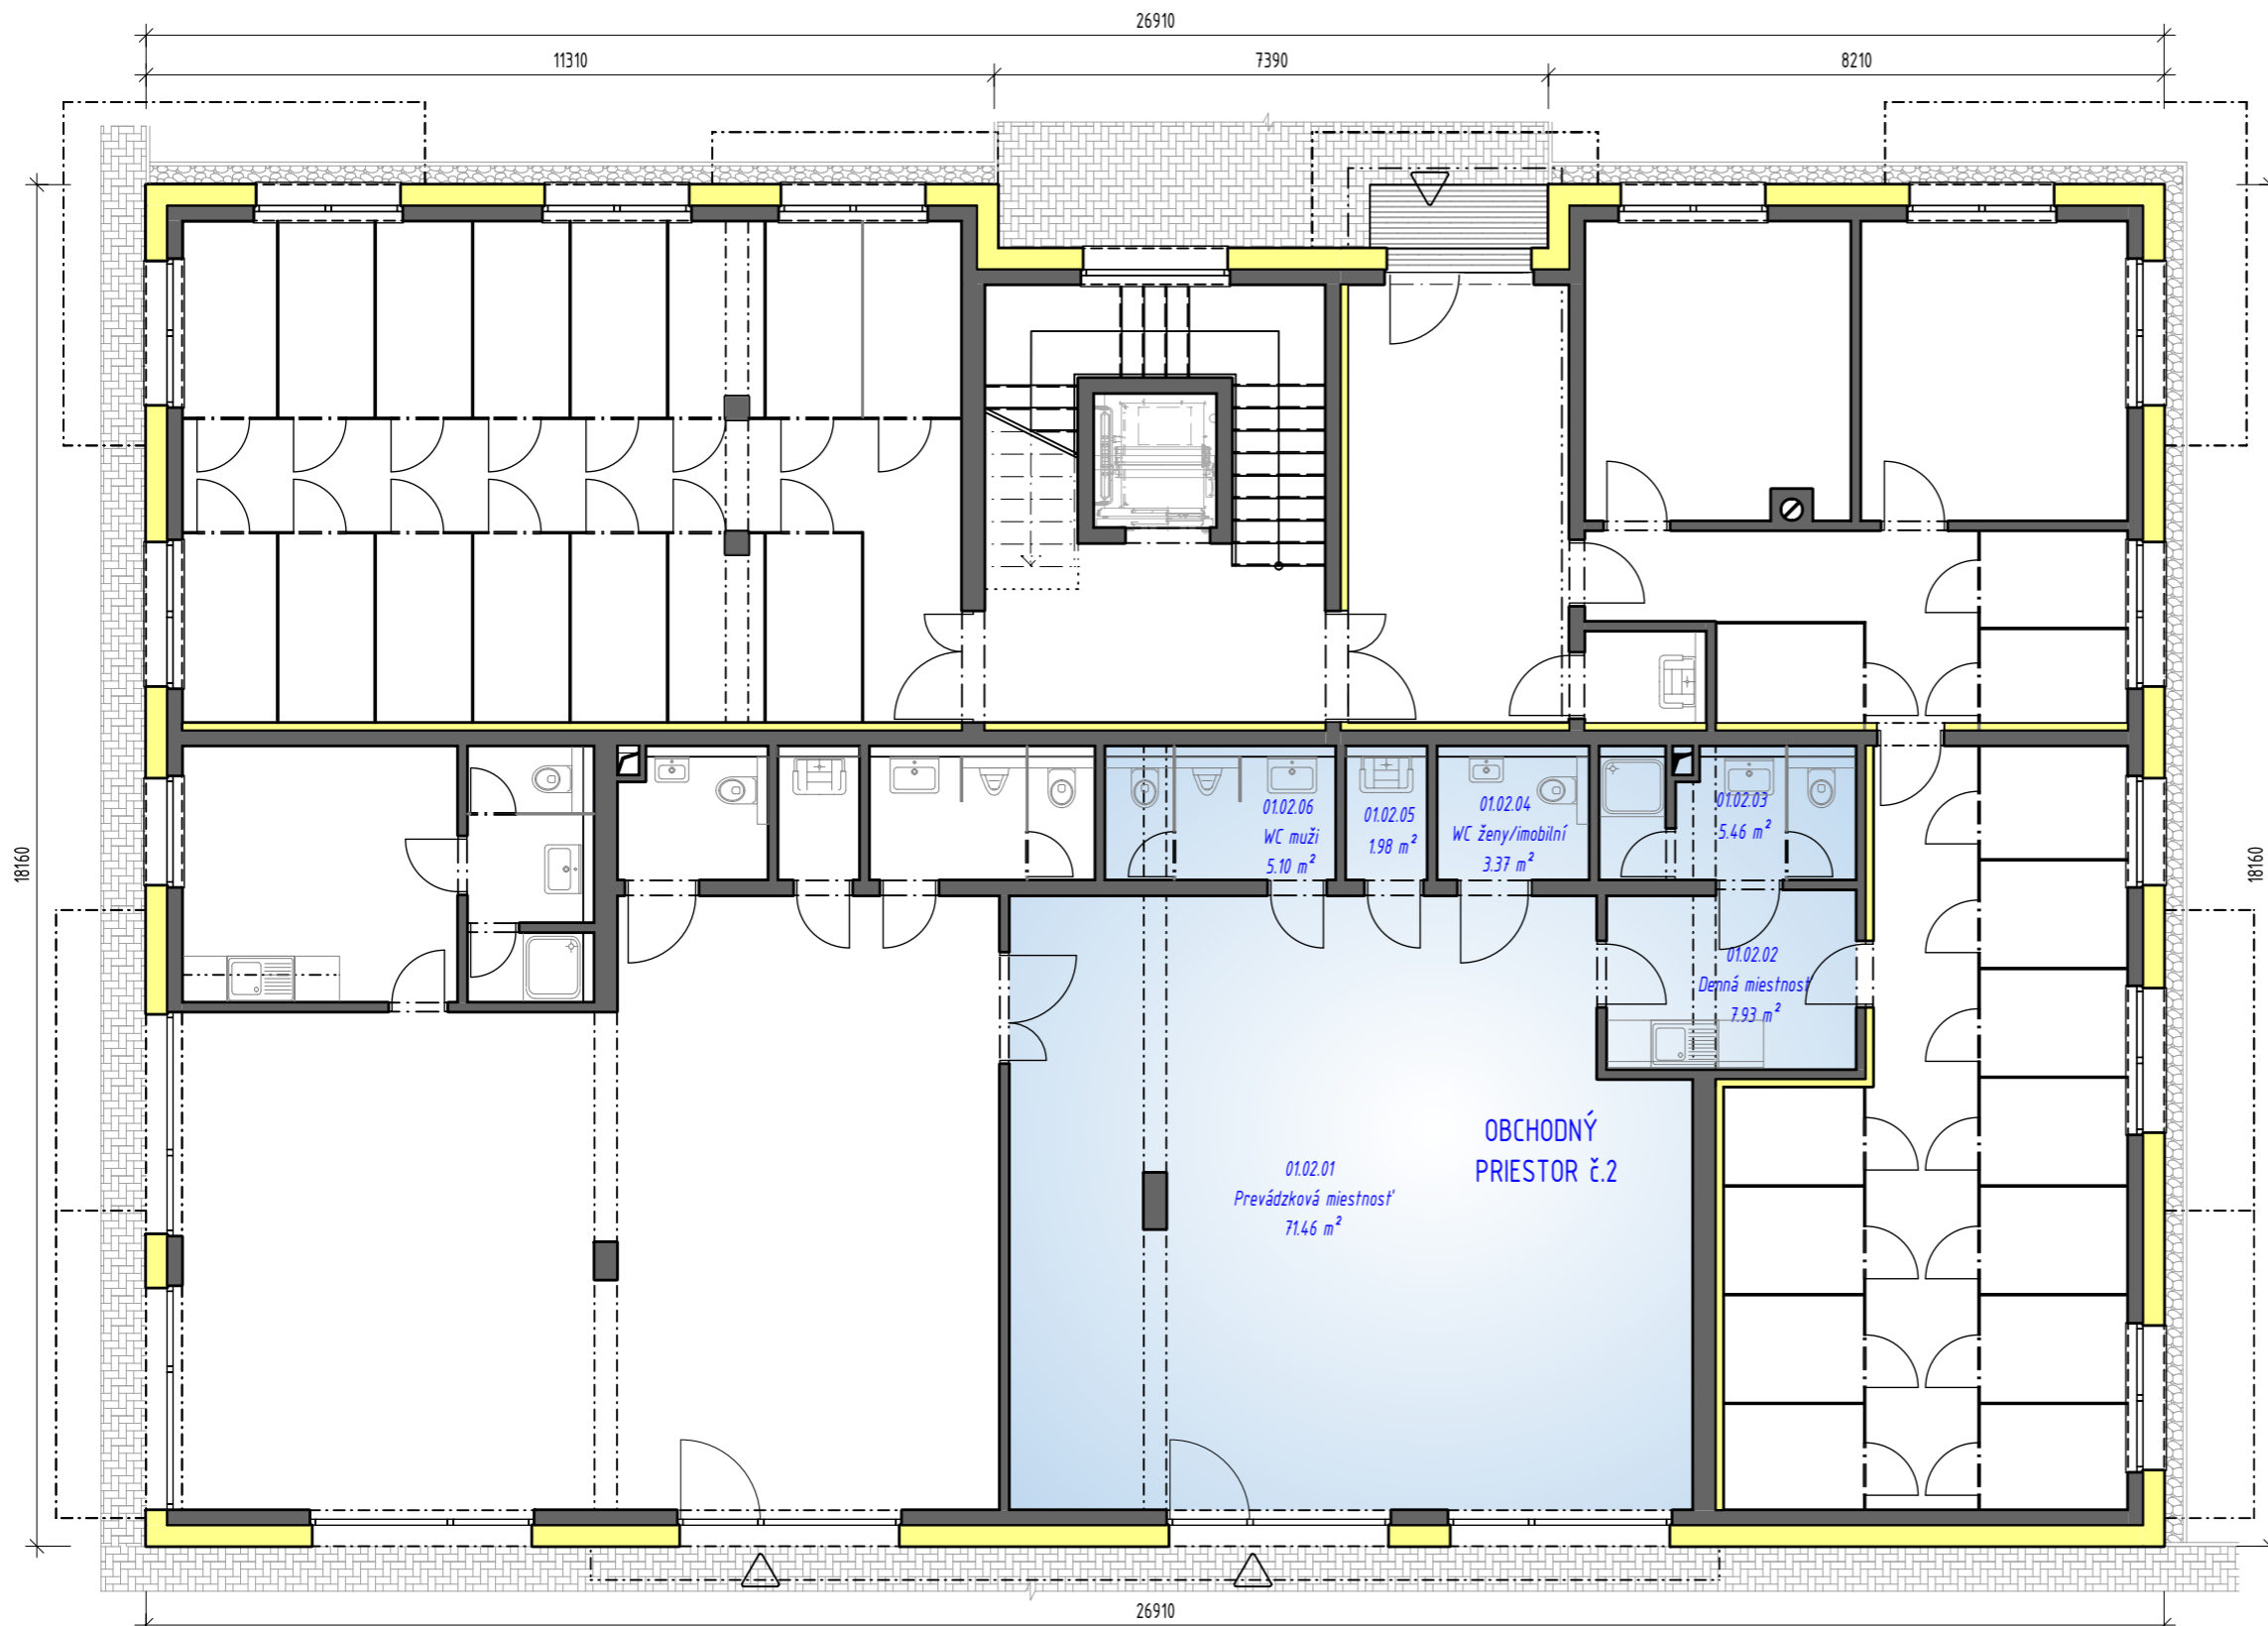 26910
11310
7390
8210
18160
18160
01.02.06
WC muži
5.10 m²
01.02.05
1.98 m²
01.02.04
WC ženy/imobilní
3.37 m²
01.02.03
5.46 m²
01.02.02
Denná miestnosť
7.93 m²
OBCHODNÝ
PRIESTOR č.2
01.02.01
Prevádzková miestnosť
71.46 m²
26910